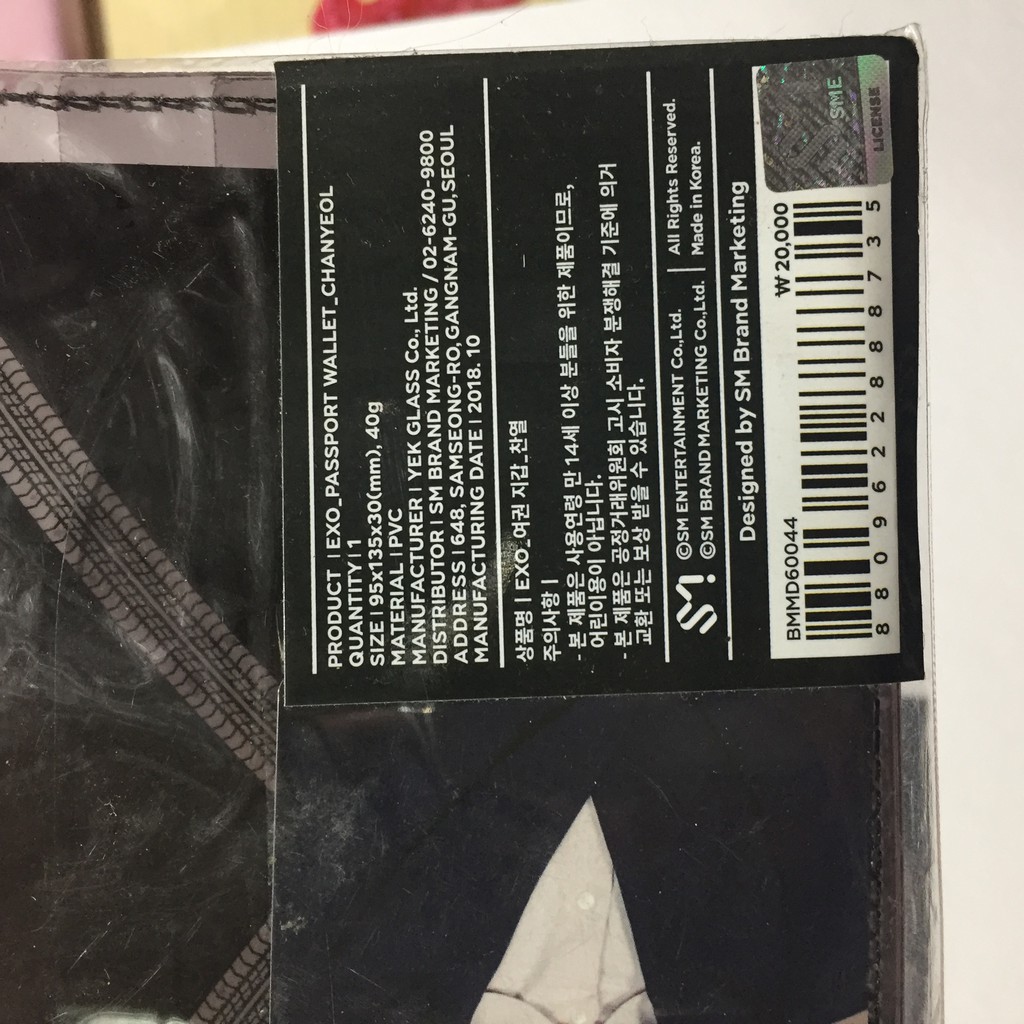 PRODUCT | EXO_PASSPORT WALLET_CHANYEOL
QUANTITY | 1
SIZE | 95x135x30(mm), 40g
MATERIAL | PVC
MANUFACTURER | YEK GLASS Co., Ltd.
DISTRIBUTOR | SM BRAND MARKETING / 02-6240-9800
ADDRESS | 648, SAMSEONG-RO, GANGNAM-GU, SEOUL
MANUFACTURING DATE | 2018. 10
상품명 | EXO_여권 지갑_찬열
주의사항 |
- 본 제품은 사용연령 만 14세 이상 분들을 위한 제품이므로,
어린이용이 아닙니다.
- 본 제품은 공정거래위원회 고시 소비자 분쟁해결 기준에 의거
교환 또는 보상 받을 수 있습니다.
SM!
©SM ENTERTAINMENT Co.,Ltd. | All Rights Reserved.
©SM BRAND MARKETING Co.,Ltd. | Made in Korea.
Designed by SM Brand Marketing
BMMD60044 ₩ 20,000
8809622888735
SME
LICENSE